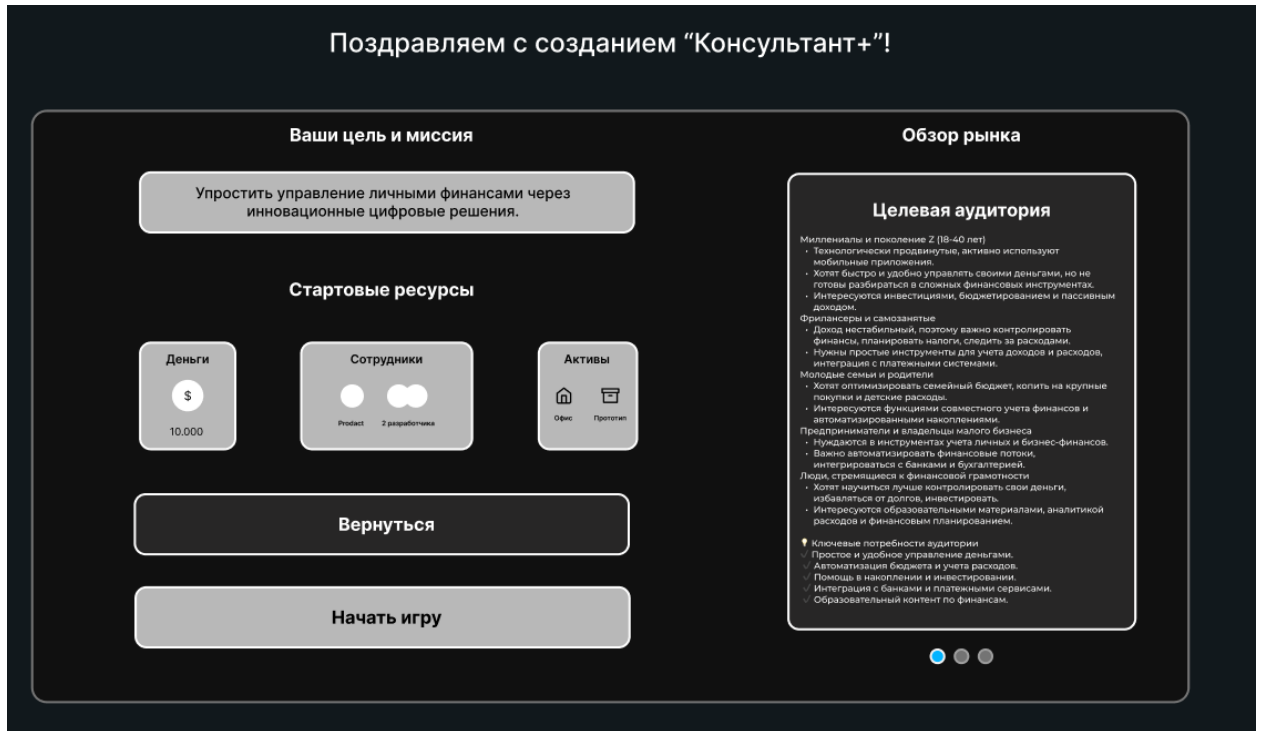 Поздравляем с созданием “Консультант+”!
Ваши цель и миссия
Упростить управление личными финансами через
инновационные цифровые решения.
Стартовые ресурсы
Деньги
$
10.000
Сотрудники
Prodact
2 разработчика
Активы
Офис
Прототип
Вернуться
Начать игру
Обзор рынка
Целевая аудитория
Миллениалы и поколение Z (18-40 лет)
• Технологически продвинутые, активно используют
мобильные приложения.
• Хотят быстро и удобно управлять своими деньгами, но не
готовы разбираться в сложных финансовых инструментах.
• Интересуются инвестициями, бюджетированием и пассивным
доходом.
Фрилансеры и самозанятые
• Доход нестабильный, поэтому важно контролировать
финансы, планировать налоги, следить за расходами.
• Нужны простые инструменты для учета доходов и расходов,
интеграция с платежными системами.
Молодые семьи и родители
• Хотят оптимизировать семейный бюджет, копить на крупные
покупки и детские расходы.
• Интересуются функциями совместного учета финансов и
автоматизированными накоплениями.
Предприниматели и владельцы малого бизнеса
• Нуждаются в инструментах учета личных и бизнес-финансов.
• Важно автоматизировать финансовые потоки,
интегрироваться с банками и бухгалтерией.
Люди, стремящиеся к финансовой грамотности
• Хотят научиться лучше контролировать свои деньги,
избавляться от долгов, инвестировать.
• Интересуются образовательными материалами, аналитикой
расходов и финансовым планированием.
💡 Ключевые потребности аудитории
✓ Простое и удобное управление деньгами.
✓ Автоматизация бюджета и учета расходов.
✓ Помощь в накоплении и инвестировании.
✓ Интеграция с банками и платежными сервисами.
✓ Образовательный контент по финансам.